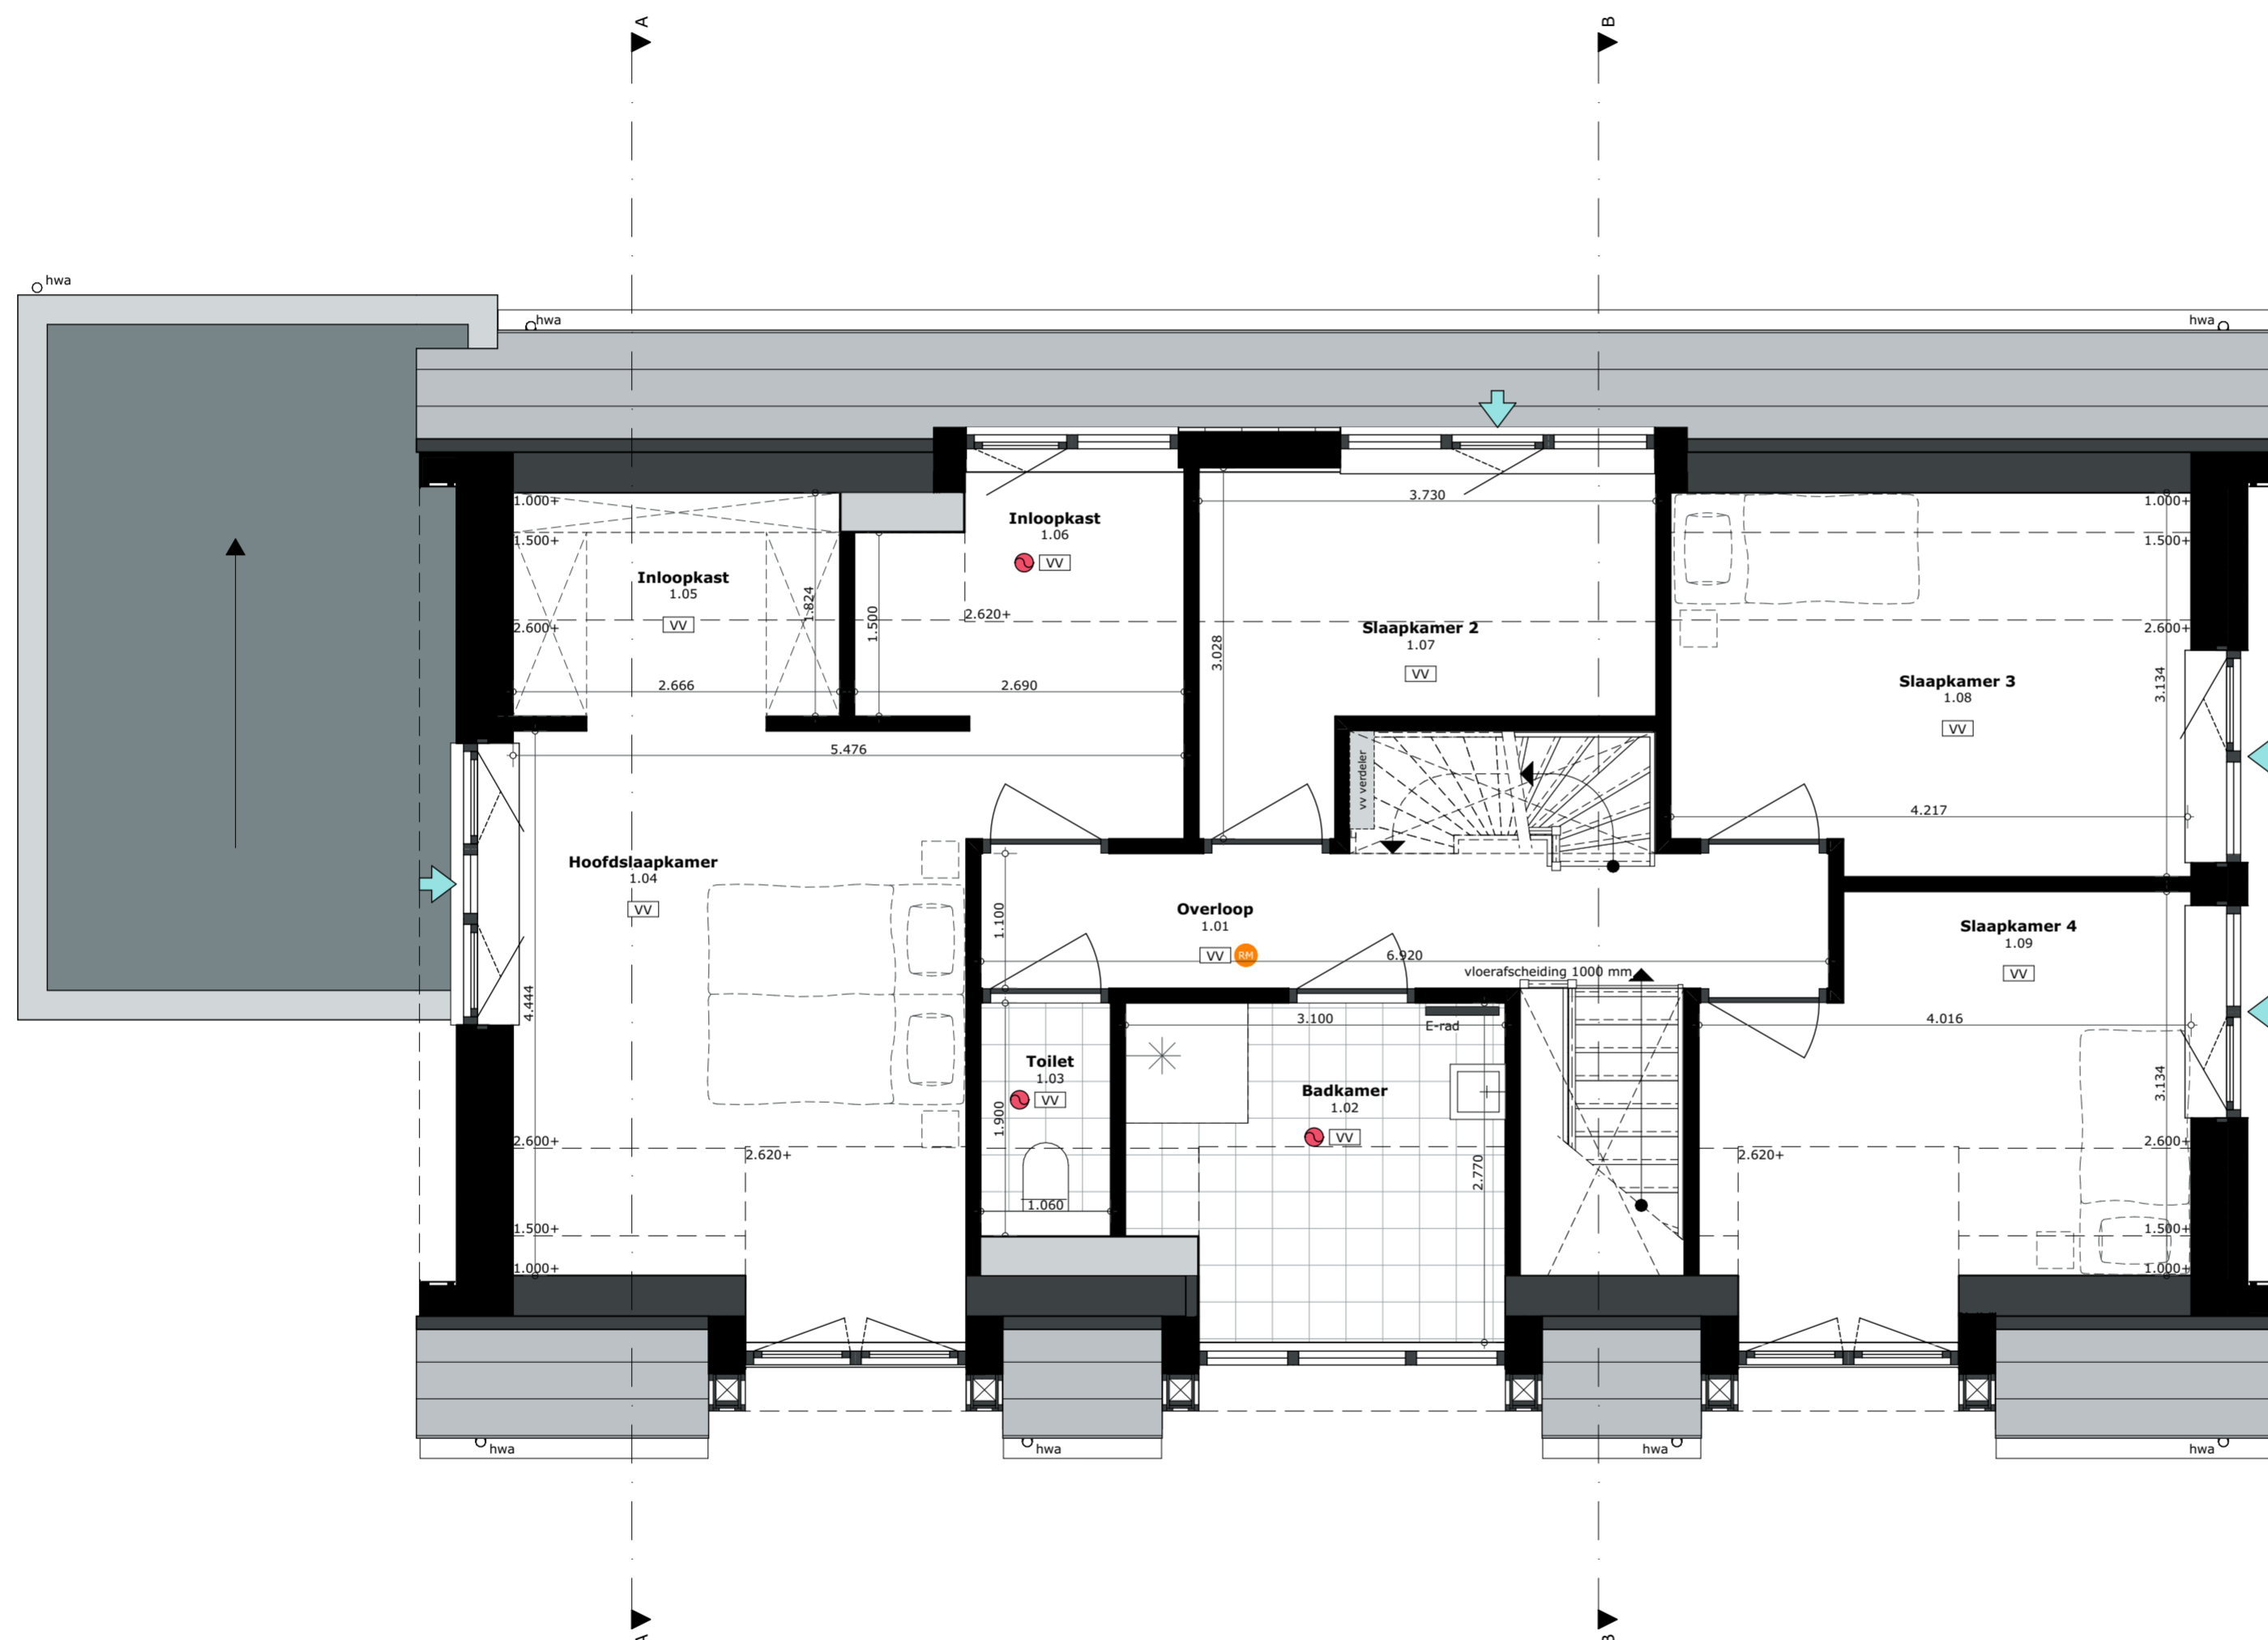 A
B
hwa
hwa
hwa
1.000+
1.500+
2.600+
Inloopkast
1.05
VV
1.824
2.666
1.500
Inloopkast
1.06
VV
2.620+
2.690
5.476
3.730
3.028
Slaapkamer 2
1.07
VV
vv verdeler
1.000+
1.500+
2.600+
Slaapkamer 3
1.08
VV
3.134
4.217
Hoofdslaapkamer
1.04
VV
4.444
Overloop
1.01
VV RM
1.100
6.920
vloerafscheiding 1000 mm
Slaapkamer 4
1.09
VV
4.016
3.134
3.100
E-rad
Toilet
1.03
VV
1.900
1.060
Badkamer
1.02
VV
2.770
2.600+
2.620+
1.500+
1.000+
2.620+
2.600+
1.500+
1.000+
hwa
hwa
hwa
hwa
A
B